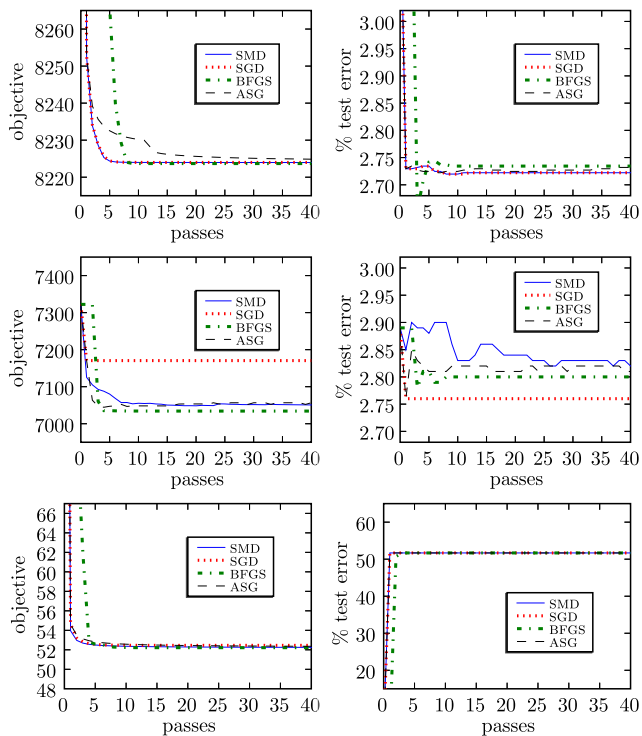 objective
8260
8250
8240
8230
8220
SMD
SGD
BFGS
ASG
0 5 10 15 20 25 30 35 40
passes
% test error
3.00
2.95
2.90
2.85
2.80
2.75
2.70
SMD
SGD
BFGS
ASG
0 5 10 15 20 25 30 35 40
passes
objective
7400
7300
7200
7100
7000
SMD
SGD
BFGS
ASG
0 5 10 15 20 25 30 35 40
passes
% test error
3.00
2.95
2.90
2.85
2.80
2.75
2.70
SMD
SGD
BFGS
ASG
0 5 10 15 20 25 30 35 40
passes
objective
66
64
62
60
58
56
54
52
50
48
SMD
SGD
BFGS
ASG
0 5 10 15 20 25 30 35 40
passes
% test error
60
50
40
30
20
SMD
SGD
BFGS
ASG
0 5 10 15 20 25 30 35 40
passes